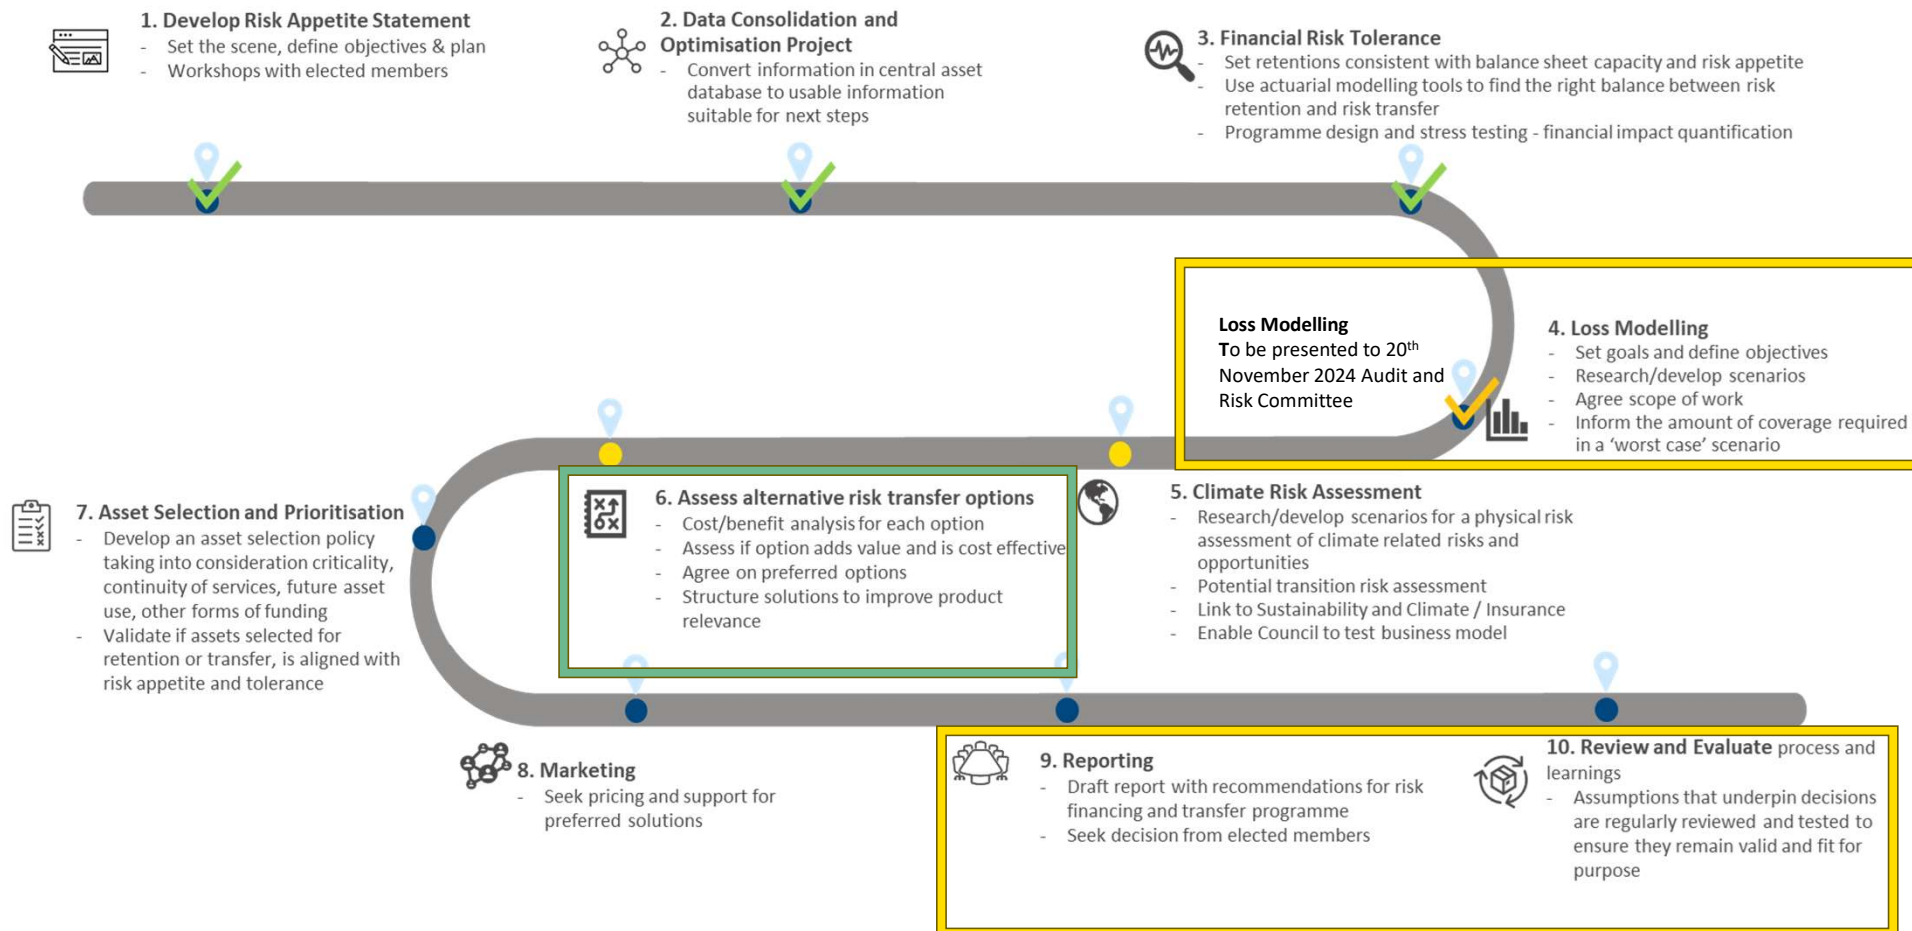 1. Develop Risk Appetite Statement
- Set the scene, define objectives & plan
- Workshops with elected members
2. Data Consolidation and
Optimisation Project
- Convert information in central asset
database to usable information
suitable for next steps
3. Financial Risk Tolerance
- Set retentions consistent with balance sheet capacity and risk appetite
- Use actuarial modelling tools to find the right balance between risk
retention and risk transfer
- Programme design and stress testing - financial impact quantification
Loss Modelling
To be presented to 20th
November 2024 Audit and
Risk Committee
4. Loss Modelling
- Set goals and define objectives
- Research/develop scenarios
- Agree scope of work
- Inform the amount of coverage required
in a ‘worst case’ scenario
5. Climate Risk Assessment
- Research/develop scenarios for a physical risk
assessment of climate related risks and
opportunities
- Potential transition risk assessment
- Link to Sustainability and Climate / Insurance
- Enable Council to test business model
6. Assess alternative risk transfer options
- Cost/benefit analysis for each option
- Assess if option adds value and is cost effective
- Agree on preferred options
- Structure solutions to improve product
relevance
7. Asset Selection and Prioritisation
- Develop an asset selection policy
taking into consideration criticality,
continuity of services, future asset
use, other forms of funding
- Validate if assets selected for
retention or transfer, is aligned with
risk appetite and tolerance
8. Marketing
- Seek pricing and support for
preferred solutions
9. Reporting
- Draft report with recommendations for risk
financing and transfer programme
- Seek decision from elected members
10. Review and Evaluate process and
learnings
- Assumptions that underpin decisions
are regularly reviewed and tested to
ensure they remain valid and fit for
purpose